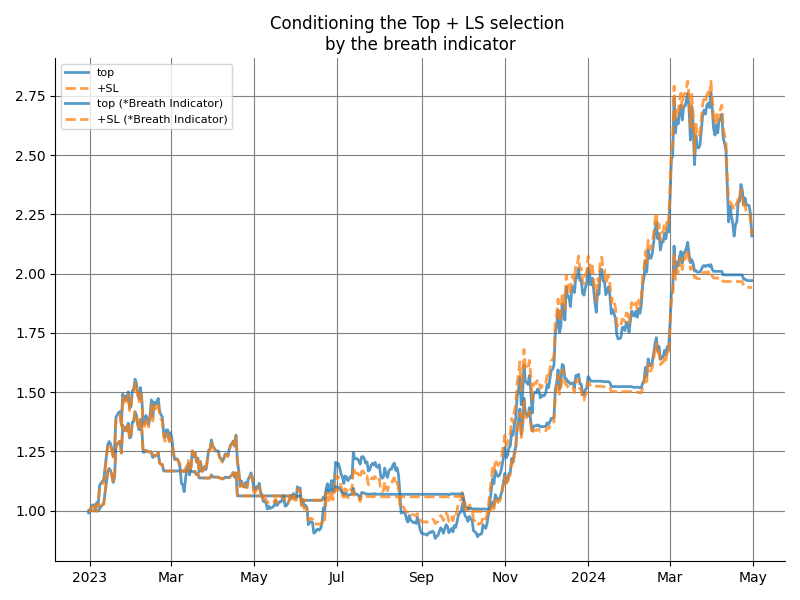 Conditioning the Top + LS selection
by the breath indicator
top
+SL
top (*Breath Indicator)
+SL (*Breath Indicator)
2.75
2.50
2.25
2.00
1.75
1.50
1.25
1.00
2023 Mar May Jul Sep Nov 2024 Mar May